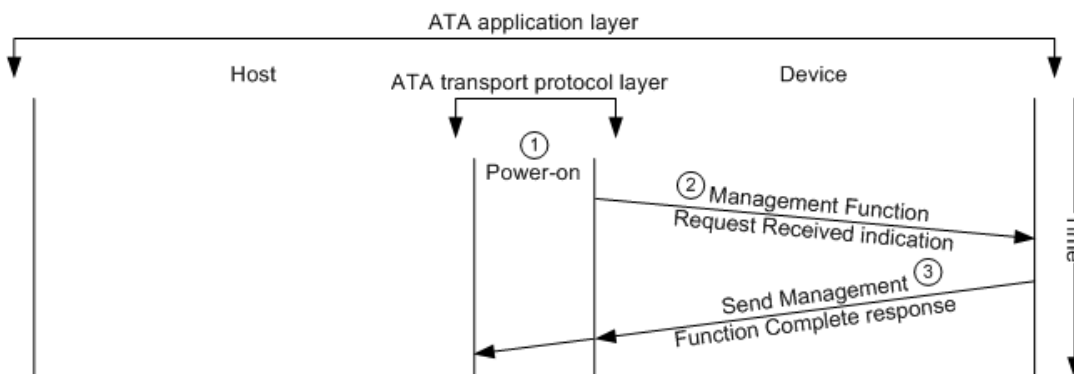 ATA application layer
Host
Device
ATA transport protocol layer
1
Power-on
2 Management Function
Request Received indication
Send Management 3
Function Complete response
Time